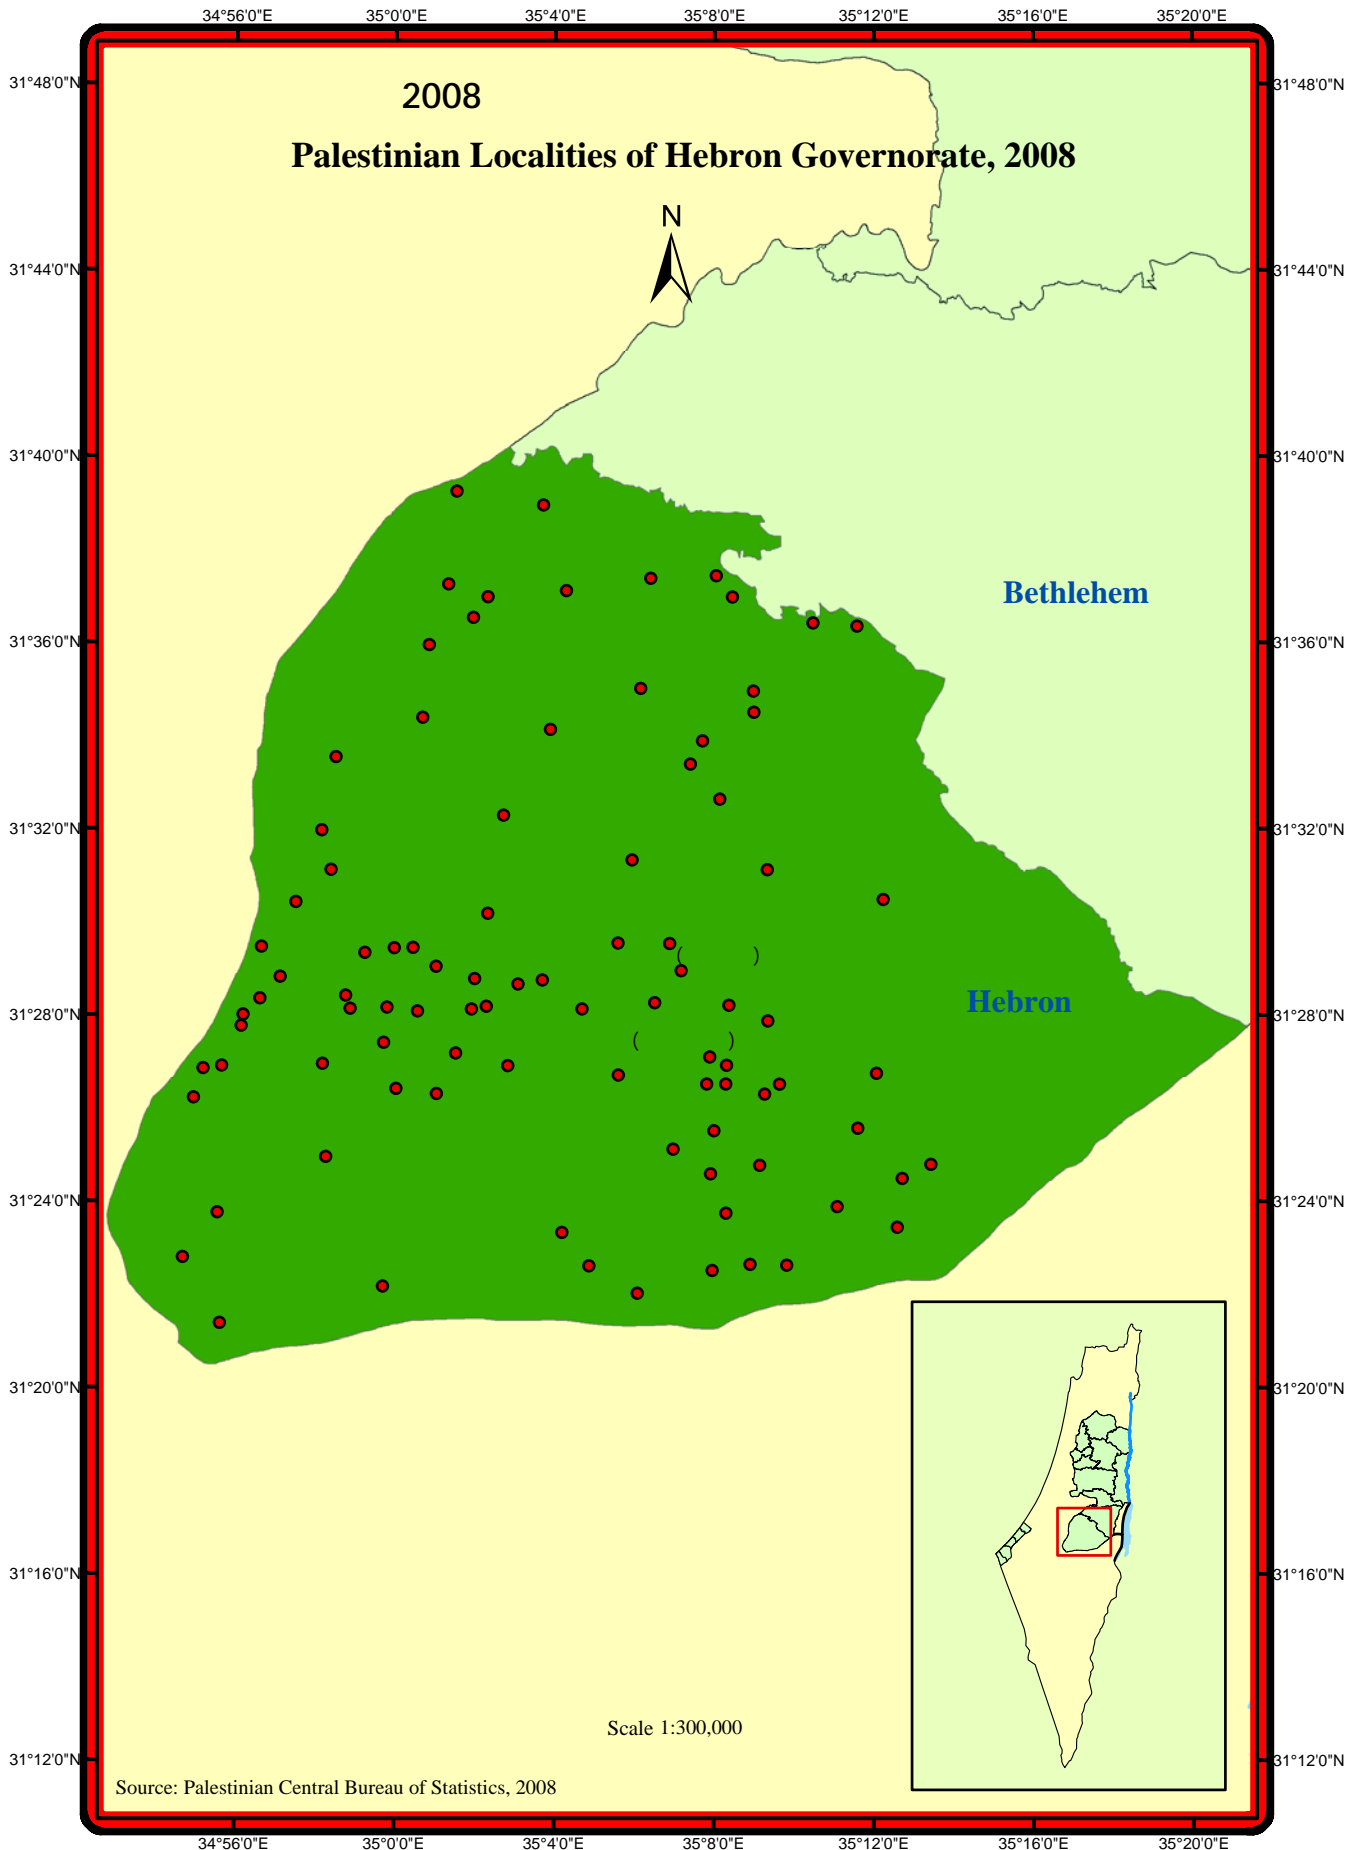 34°56'0"E 35°0'0"E 35°4'0"E 35°8'0"E 35°12'0"E 35°16'0"E 35°20'0"E
31°48'0"N 31°48'0"N
2008
Palestinian Localities of Hebron Governorate, 2008
N
31°44'0"N 31°44'0"N
31°40'0"N 31°40'0"N
Bethlehem
31°36'0"N 31°36'0"N
31°32'0"N 31°32'0"N
( )
Hebron
31°28'0"N 31°28'0"N
( )
31°24'0"N 31°24'0"N
31°20'0"N 31°20'0"N
31°16'0"N 31°16'0"N
Scale 1:300,000
31°12'0"N 31°12'0"N
Source: Palestinian Central Bureau of Statistics, 2008
34°56'0"E 35°0'0"E 35°4'0"E 35°8'0"E 35°12'0"E 35°16'0"E 35°20'0"E